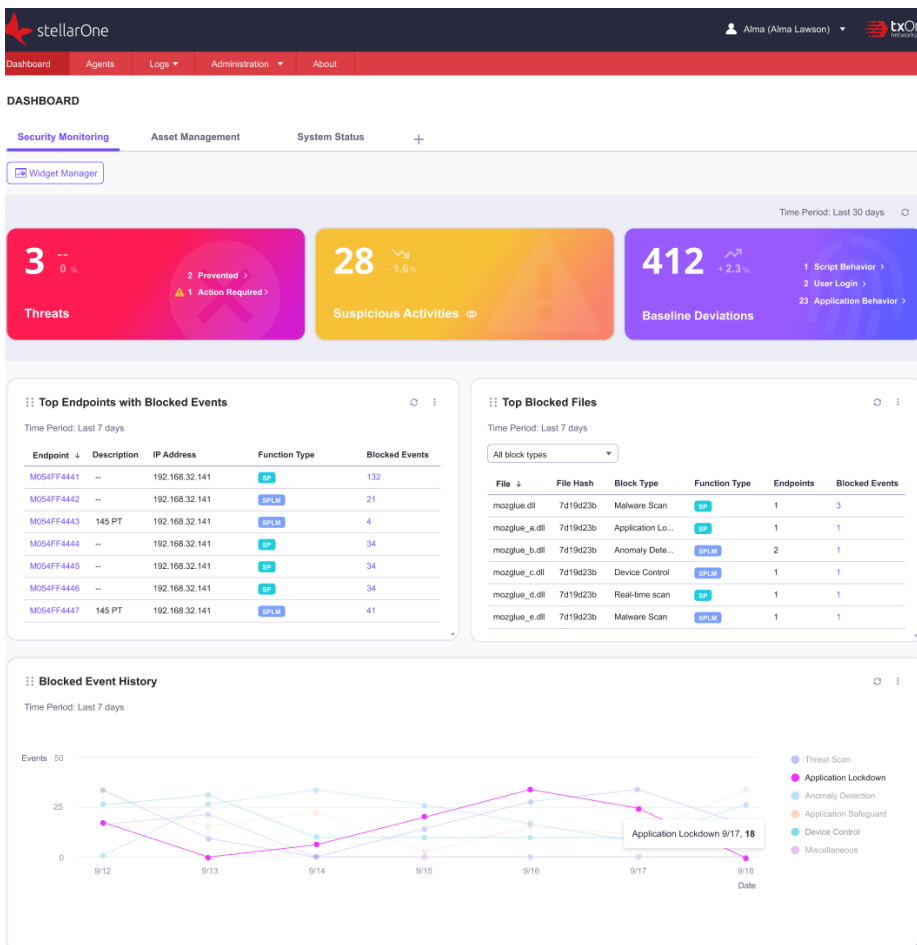 stellarOne
Alma (Alma Lawson)
txOn
networks
Dashboard Agents Logs Administration About
DASHBOARD
Security Monitoring Asset Management System Status +
Widget Manager
Time Period: Last 30 days
3 -- 0 %
2 Prevented >
1 Action Required >
Threats
28 - 1.6 %
Suspicious Activities
412 + 2.3 %
1 Script Behavior >
2 User Login >
23 Application Behavior >
Baseline Deviations
Top Endpoints with Blocked Events
Time Period: Last 7 days
Endpoint ↓ Description IP Address Function Type Blocked Events
M054FF4441 -- 192.168.32.141 SP 132
M054FF4442 -- 192.168.32.141 SPLM 21
M054FF4443 145 PT 192.168.32.141 SPLM 4
M054FF4444 -- 192.168.32.141 SP 34
M054FF4445 -- 192.168.32.141 SP 34
M054FF4446 -- 192.168.32.141 SP 34
M054FF4447 145 PT 192.168.32.141 SPLM 41
Top Blocked Files
Time Period: Last 7 days
All block types
File ↓ File Hash Block Type Function Type Endpoints Blocked Events
mozglue.dll 7d19d23b Malware Scan SP 1 3
mozglue_a.dll 7d19d23b Application Lo... SP 1 1
mozglue_b.dll 7d19d23b Anomaly Dete... SPLM 2 1
mozglue_c.dll 7d19d23b Device Control SPLM 1 1
mozglue_d.dll 7d19d23b Real-time scan SP 1 1
mozglue_e.dll 7d19d23b Malware Scan SPLM 1 1
Blocked Event History
Time Period: Last 7 days
Events 50
25
0
9/12 9/13 9/14 9/15 9/16 9/17 9/18
Date
Application Lockdown 9/17, 18
Threat Scan
Application Lockdown
Anomaly Detection
Application Safeguard
Device Control
Miscellaneous